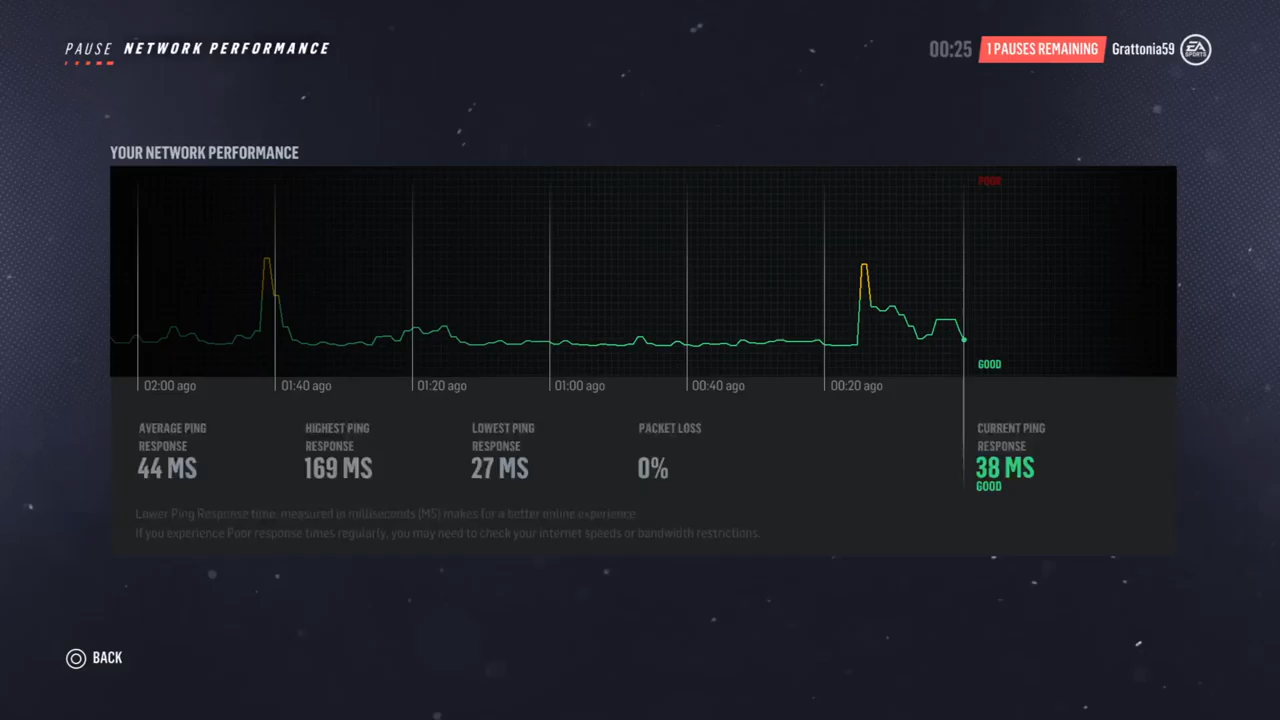 PAUSE NETWORK PERFORMANCE
00:25 1 PAUSES REMAINING Grattonia59 EA SPORTS
YOUR NETWORK PERFORMANCE
POOR
GOOD
02:00 ago 01:40 ago 01:20 ago 01:00 ago 00:40 ago 00:20 ago
AVERAGE PING
RESPONSE
44 MS
HIGHEST PING
RESPONSE
169 MS
LOWEST PING
RESPONSE
27 MS
PACKET LOSS
0%
CURRENT PING
RESPONSE
38 MS
GOOD
Lower Ping Response time, measured in milliseconds (MS) makes for a better online experience.
If you experience Poor response times regularly, you may need to check your internet speeds or bandwidth restrictions.
BACK